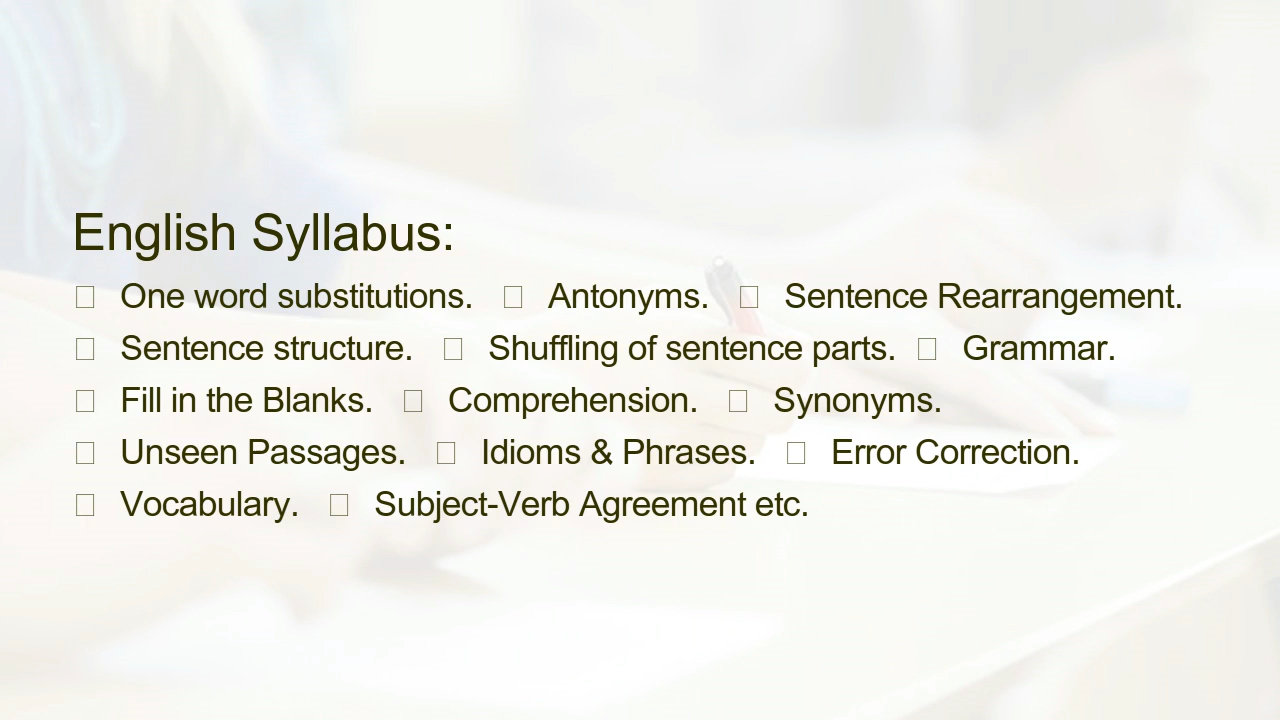 English Syllabus:
□ One word substitutions. □ Antonyms. □ Sentence Rearrangement.
□ Sentence structure. □ Shuffling of sentence parts. □ Grammar.
□ Fill in the Blanks. □ Comprehension. □ Synonyms.
□ Unseen Passages. □ Idioms & Phrases. □ Error Correction.
□ Vocabulary. □ Subject-Verb Agreement etc.